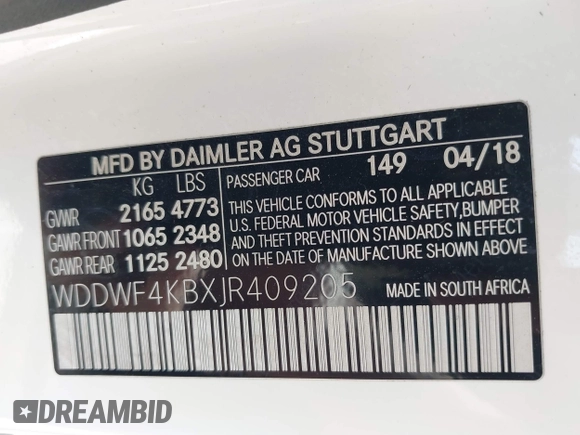 MFD BY DAIMLER AG STUTTGART
KG LBS
GVWR 2165 4773
GAWR FRONT 1065 2348
GAWR REAR 1125 2480
PASSENGER CAR 149 04/18
THIS VEHICLE CONFORMS TO ALL APPLICABLE
U.S. FEDERAL MOTOR VEHICLE SAFETY,BUMPER
AND THEFT PREVENTION STANDARDS IN EFFECT
ON THE DATE OF MANUFACTURE SHOWN ABOVE.
WDDWF4KBXJR409205 MADE IN SOUTH AFRICA
DREAMBID